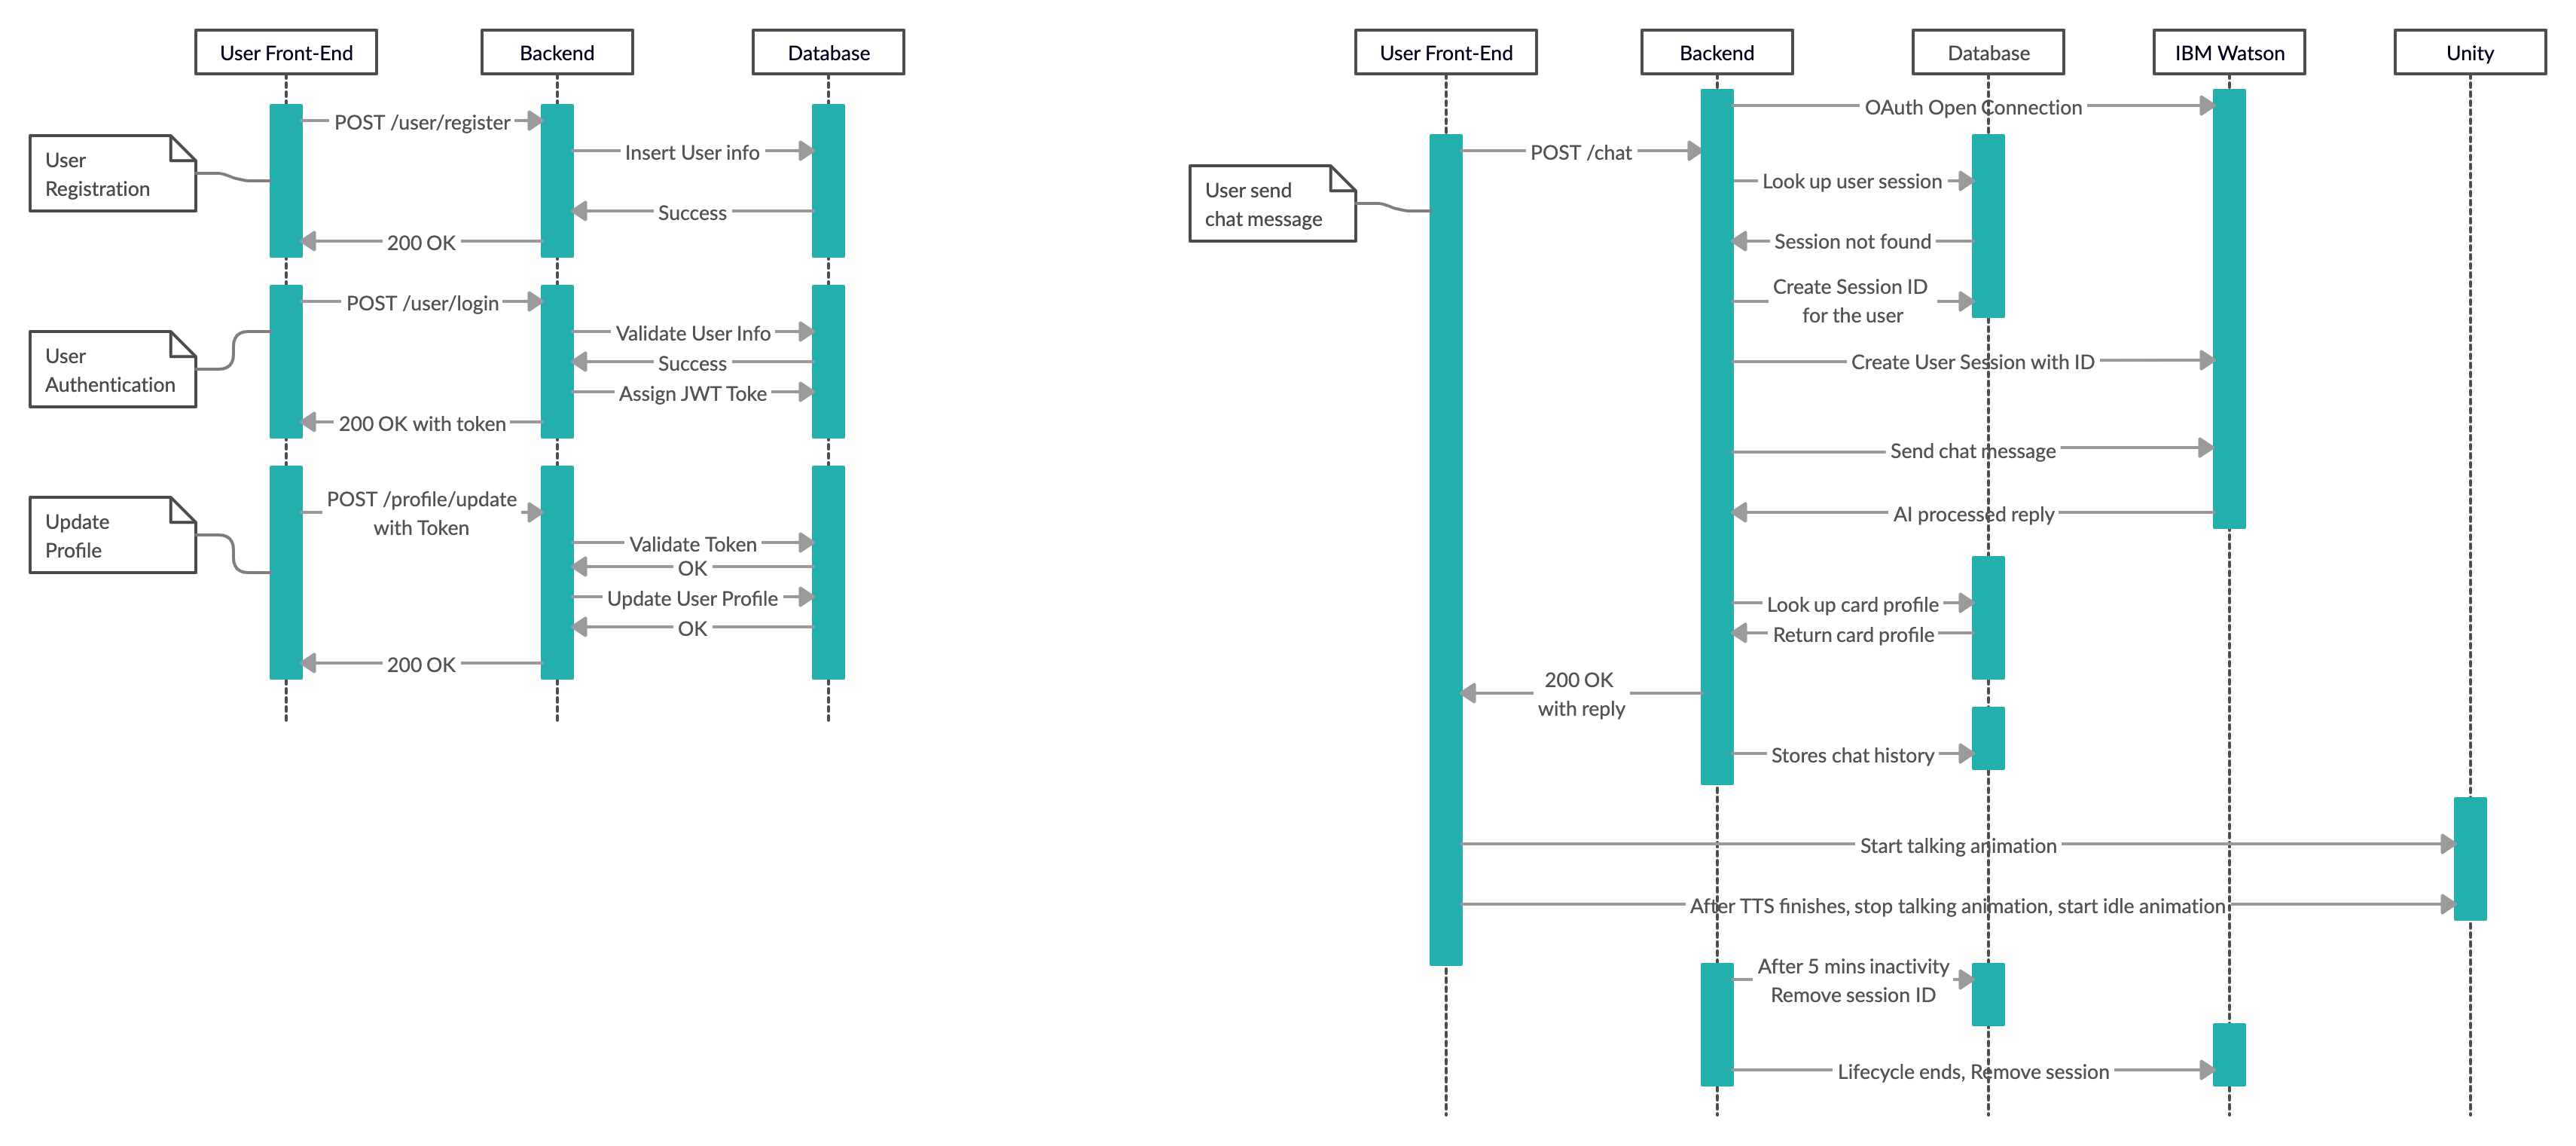 User Front-End
Backend
Database
POST /user/register
User
Registration
Insert User info
Success
200 OK
POST /user/login
User
Authentication
Validate User Info
Success
Assign JWT Toke
200 OK with token
Update
Profile
POST /profile/update
with Token
Validate Token
OK
Update User Profile
OK
200 OK
User Front-End
Backend
Database
IBM Watson
Unity
OAuth Open Connection
POST /chat
User send
chat message
Look up user session
Session not found
Create Session ID
for the user
Create User Session with ID
Send chat message
AI processed reply
Look up card profile
Return card profile
200 OK
with reply
Stores chat history
Start talking animation
After TTS finishes, stop talking animation, start idle animation
After 5 mins inactivity
Remove session ID
Lifecycle ends, Remove session